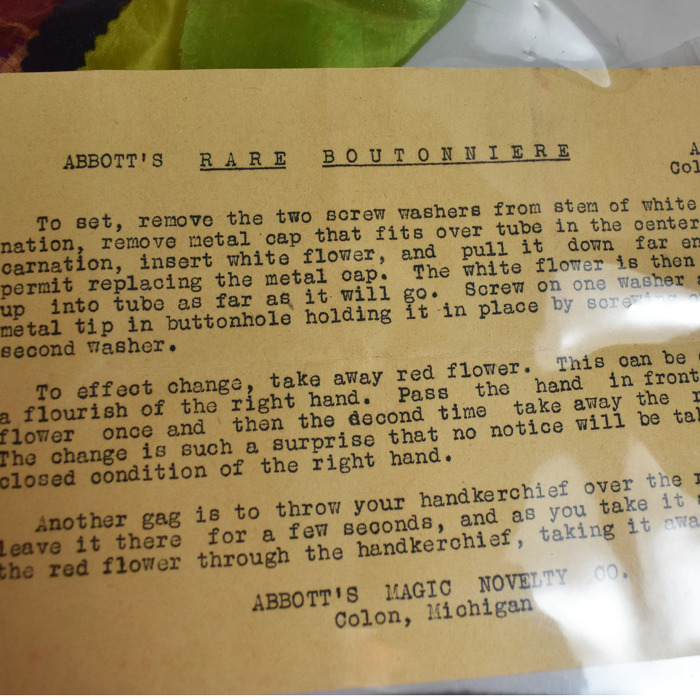 ABBOTT'S RARE BOUTONNIERE
A
Col
To set, remove the two screw washers from stem of white
nation, remove metal cap that fits over tube in the center
carnation, insert white flower, and pull it down far en
permit replacing the metal cap. The white flower is then
up into tube as far as it will go. Screw on one washer a
metal tip in buttonhole holding it in place by screwing
second washer.
To effect change, take away red flower. This can be
a flourish of the right hand. Pass the hand in front
flower once and then the decond time take away the r
The change is such a surprise that no notice will be tak
closed condition of the right hand.
Another gag is to throw your handkerchief over the r
leave it there for a few seconds, and as you take it
the red flower through the handkerchief, taking it awa
ABBOTT'S MAGIC NOVELTY CO.
Colon, Michigan